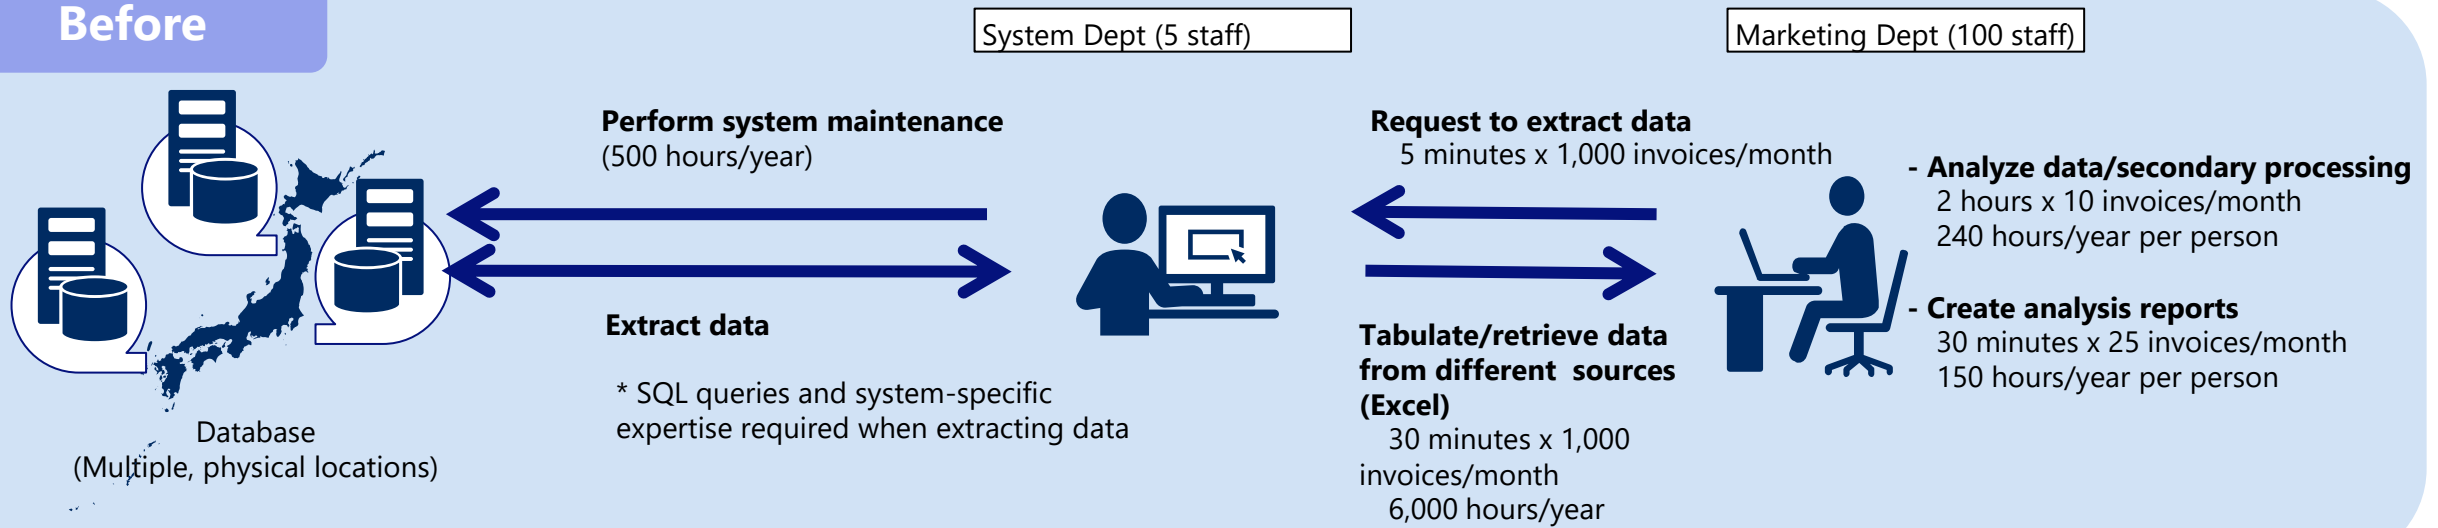 Before
System Dept (5 staff)
Marketing Dept (100 staff)
Perform system maintenance
(500 hours/year)
Request to extract data
5 minutes x 1,000 invoices/month
- Analyze data/secondary processing
2 hours x 10 invoices/month
240 hours/year per person
- Create analysis reports
30 minutes x 25 invoices/month
150 hours/year per person
Extract data
* SQL queries and system-specific
expertise required when extracting data
Tabulate/retrieve data
from different sources
(Excel)
30 minutes x 1,000
invoices/month
6,000 hours/year
Database
(Multiple, physical locations)